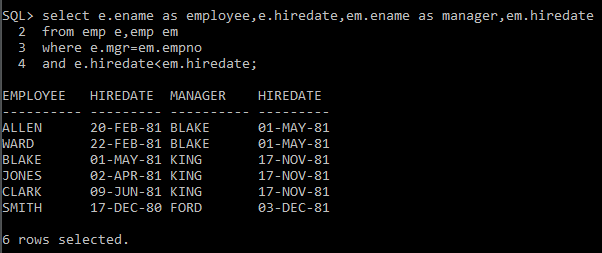 SQL> select e.ename as employee,e.hiredate,em.ename as manager,em.hiredate
  2  from emp e,emp em
  3  where e.mgr=em.empno
  4  and e.hiredate<em.hiredate;

EMPLOYEE   HIREDATE  MANAGER    HIREDATE
---------- --------- ---------- ---------
ALLEN      20-FEB-81 BLAKE      01-MAY-81
WARD       22-FEB-81 BLAKE      01-MAY-81
BLAKE      01-MAY-81 KING       17-NOV-81
JONES      02-APR-81 KING       17-NOV-81
CLARK      09-JUN-81 KING       17-NOV-81
SMITH      17-DEC-80 FORD       03-DEC-81

6 rows selected.